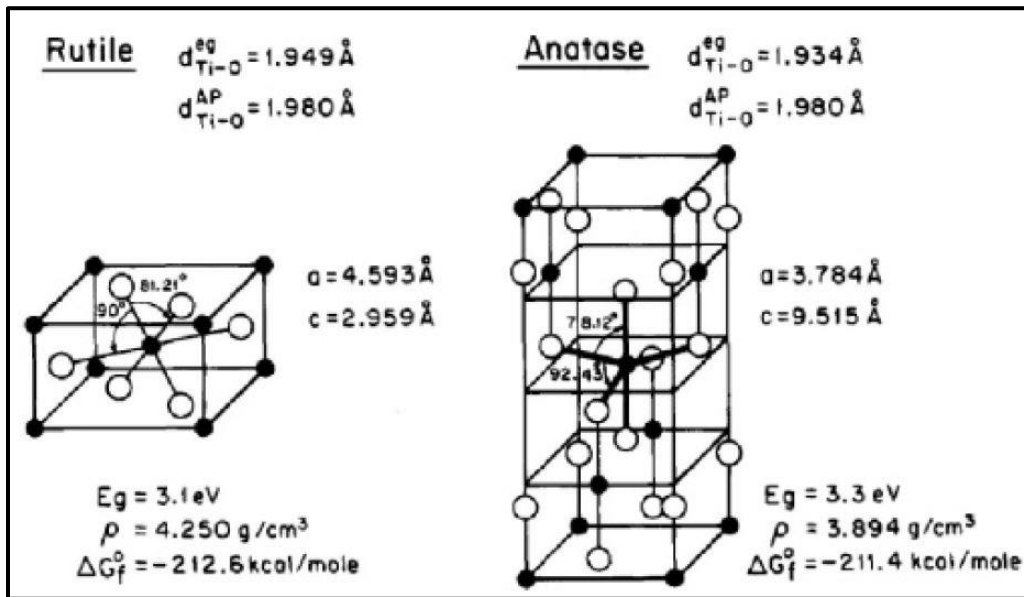 Rutile
d^eg_Ti-O = 1.949 Å
d^AP_Ti-O = 1.980 Å
81.21°
90°
a = 4.593 Å
c = 2.959 Å
Eg = 3.1 eV
ρ = 4.250 g/cm³
ΔG°f = -212.6 kcal/mole
Anatase
d^eg_Ti-O = 1.934 Å
d^AP_Ti-O = 1.980 Å
78.12°
92.43°
a = 3.784 Å
c = 9.515 Å
Eg = 3.3 eV
ρ = 3.894 g/cm³
ΔG°f = -211.4 kcal/mole